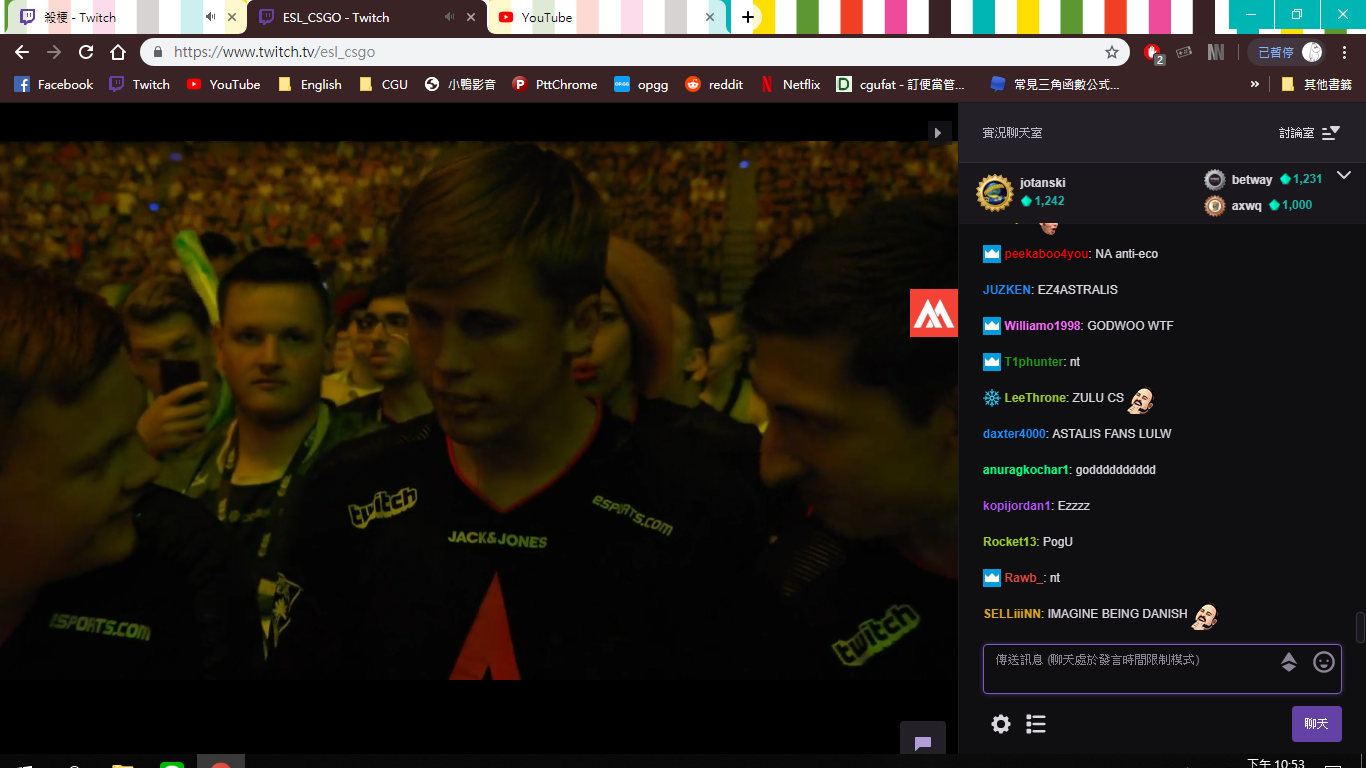 殺梗 - Twitch
ESL_CSGO - Twitch
YouTube
https://www.twitch.tv/esl_csgo
2
已暫停
Facebook
Twitch
YouTube
English
CGU
小鴨影音
PttChrome
OP.GG
opgg
reddit
Netflix
cgufat - 訂便當管...
常見三角函數公式...
»
其他書籤
實況聊天室
討論室
jotanski
1,242
betway 1,231
axwq 1,000
peekaboo4you: NA anti-eco
JUZKEN: EZ4ASTRALIS
Williamo1998: GODWOO WTF
T1phunter: nt
LeeThrone: ZULU CS
daxter4000: ASTALIS FANS LULW
anuragkochar1: godddddddddd
kopijordan1: Ezzzz
Rocket13: PogU
Rawb_: nt
SELLiiiNN: IMAGINE BEING DANISH
傳送訊息 (聊天處於發言時間限制模式)
聊天
twitch
esports.com
JACK&JONES
esports.com
twitch
下午 10:53